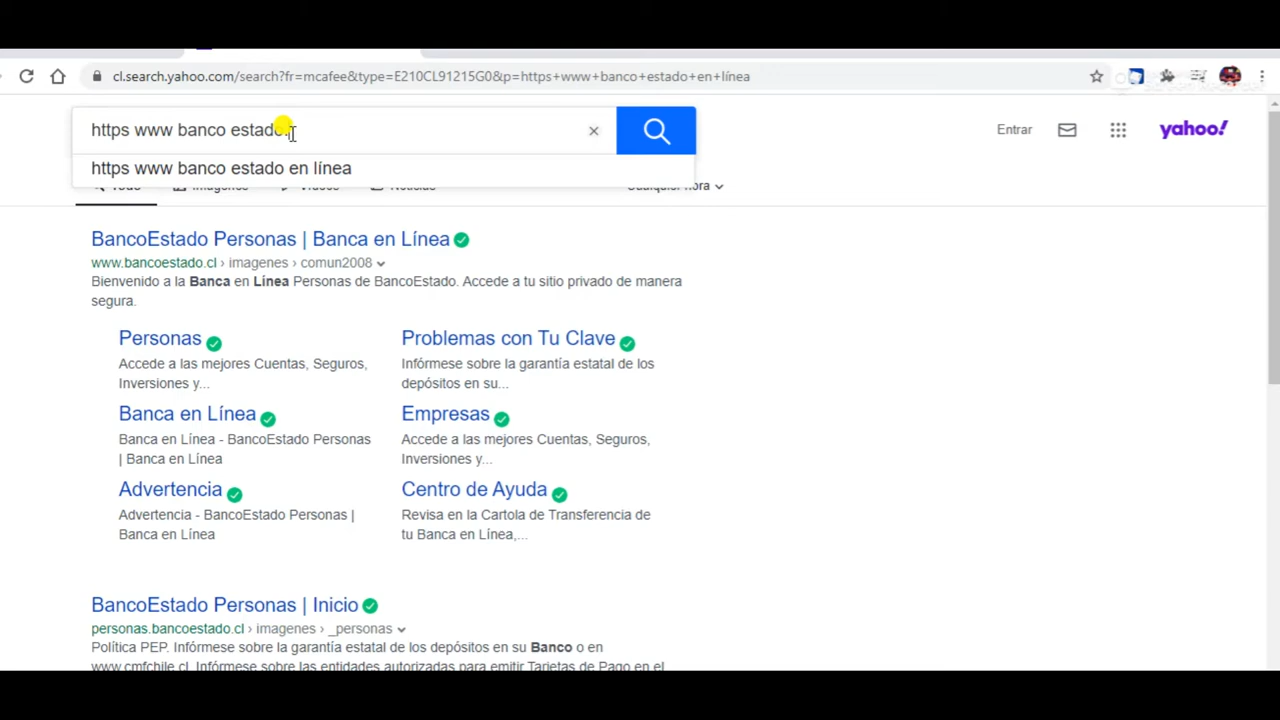 cl.search.yahoo.com/search?fr=mcafee&type=E210CL91215G0&p=https+www+banco+estado+en+línea
https www banco estado
https www banco estado en línea
Entrar
yahoo!
Todo Imágenes Vídeos Noticias Cualquier hora
BancoEstado Personas | Banca en Línea
www.bancoestado.cl › imagenes › comun2008
Bienvenido a la Banca en Línea Personas de BancoEstado. Accede a tu sitio privado de manera
segura.
Personas
Accede a las mejores Cuentas, Seguros,
Inversiones y...
Problemas con Tu Clave
Infórmese sobre la garantía estatal de los
depósitos en su...
Banca en Línea
Banca en Línea - BancoEstado Personas
| Banca en Línea
Empresas
Accede a las mejores Cuentas, Seguros,
Inversiones y...
Advertencia
Advertencia - BancoEstado Personas |
Banca en Línea
Centro de Ayuda
Revisa en la Cartola de Transferencia de
tu Banca en Línea,...
BancoEstado Personas | Inicio
personas.bancoestado.cl › imagenes › _personas
Política PEP. Infórmese sobre la garantía estatal de los depósitos en su Banco o en
www.cmfchile.cl. Infórmese sobre las entidades autorizadas para emitir Tarjetas de Pago en el